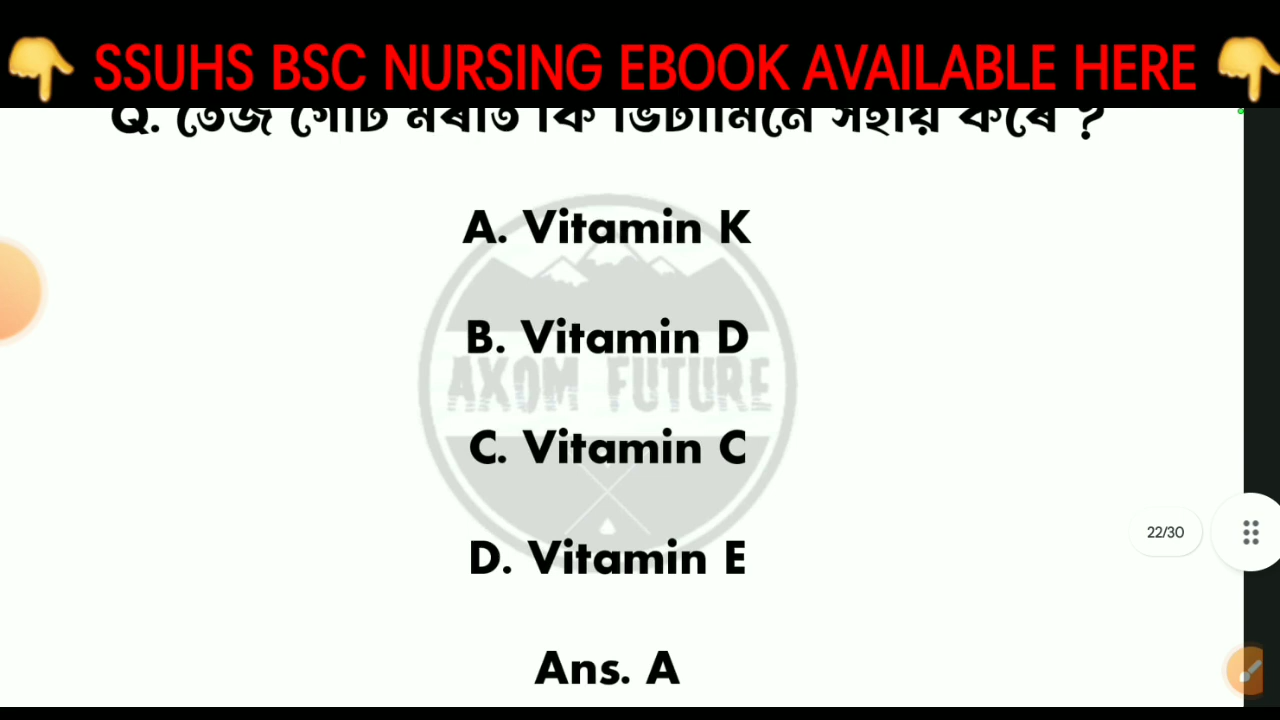 👇 SSUHS BSC NURSING EBOOK AVAILABLE HERE 👇
Q. তেজ গোট মৰাত কি ভিটামিনে সহায় কৰে ?
A. Vitamin K
B. Vitamin D
AXOM FUTURE
C. Vitamin C
22/30
D. Vitamin E
Ans. A